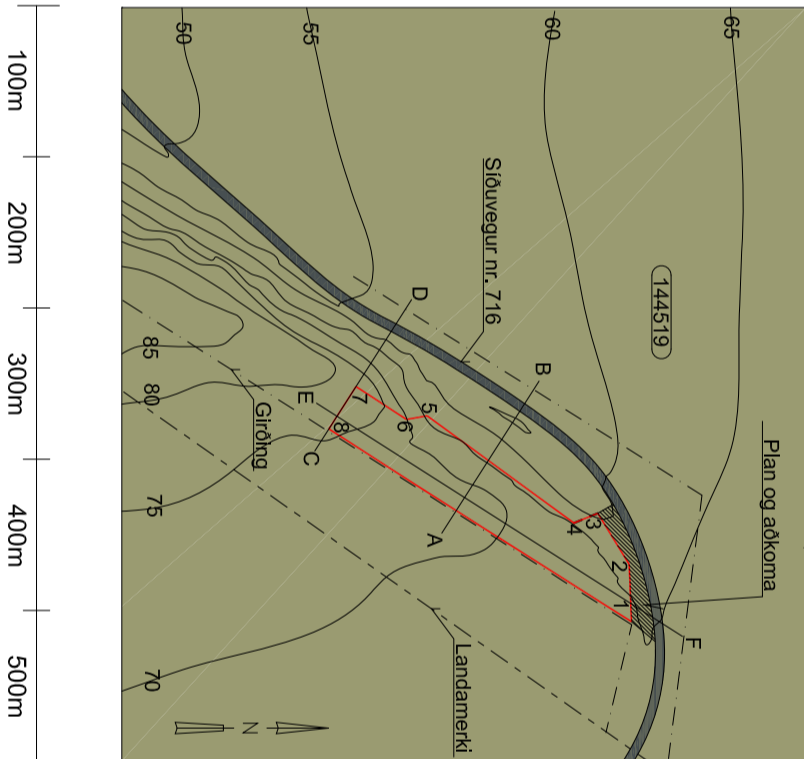 50
55
60
65
Síðuvegur nr. 716
144519
Plan og aðkoma
D
B
E
C
A
F
85
80
75
70
Girðing
Landamerki
1
2
3
4
5
6
7
8
N
100m
200m
300m
400m
500m